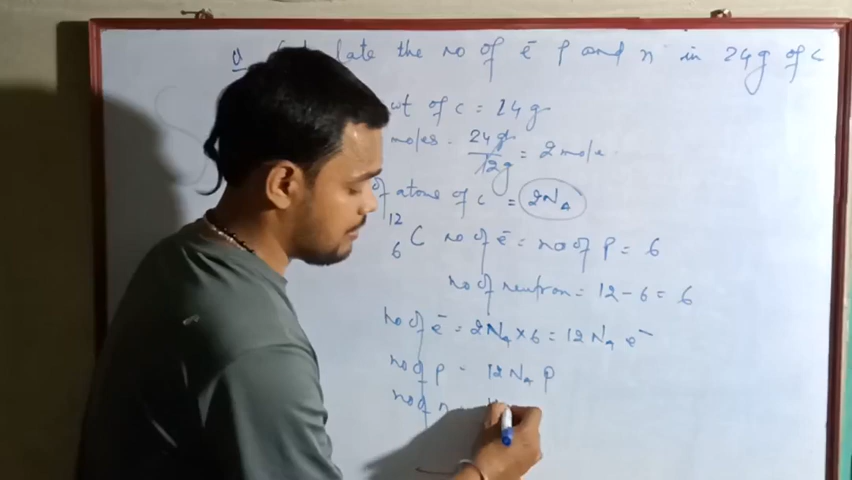 Q late the no of ē p and n in 24g of c
wt of c = 24g
moles . 24g/12g = 2 mole
of atoms of c = 2NA
12 6 C no of ē = no of P = 6
no of neutron = 12 - 6 = 6
no of ē = 2NA × 6 = 12 NA e⁻
no of p = 12 NA p
no of n